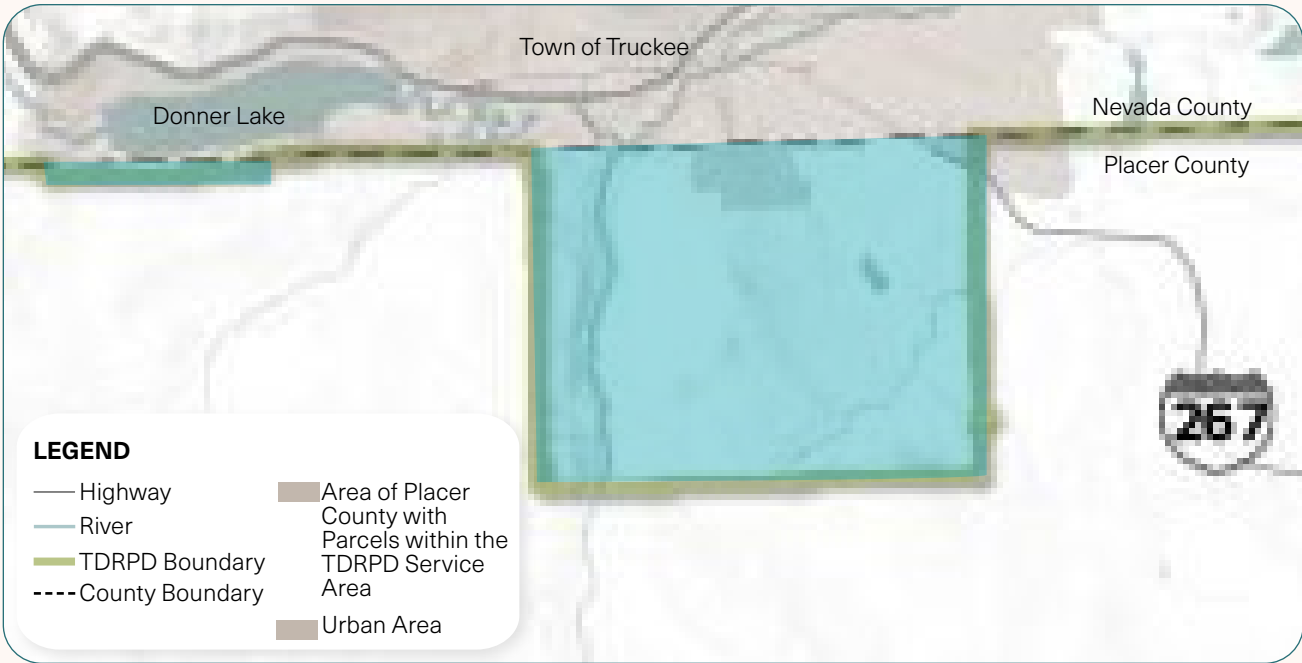 Town of Truckee
Donner Lake
Nevada County
Placer County
267
LEGEND
Highway
River
TDRPD Boundary
County Boundary
Area of Placer
County with
Parcels within the
TDRPD Service
Area
Urban Area